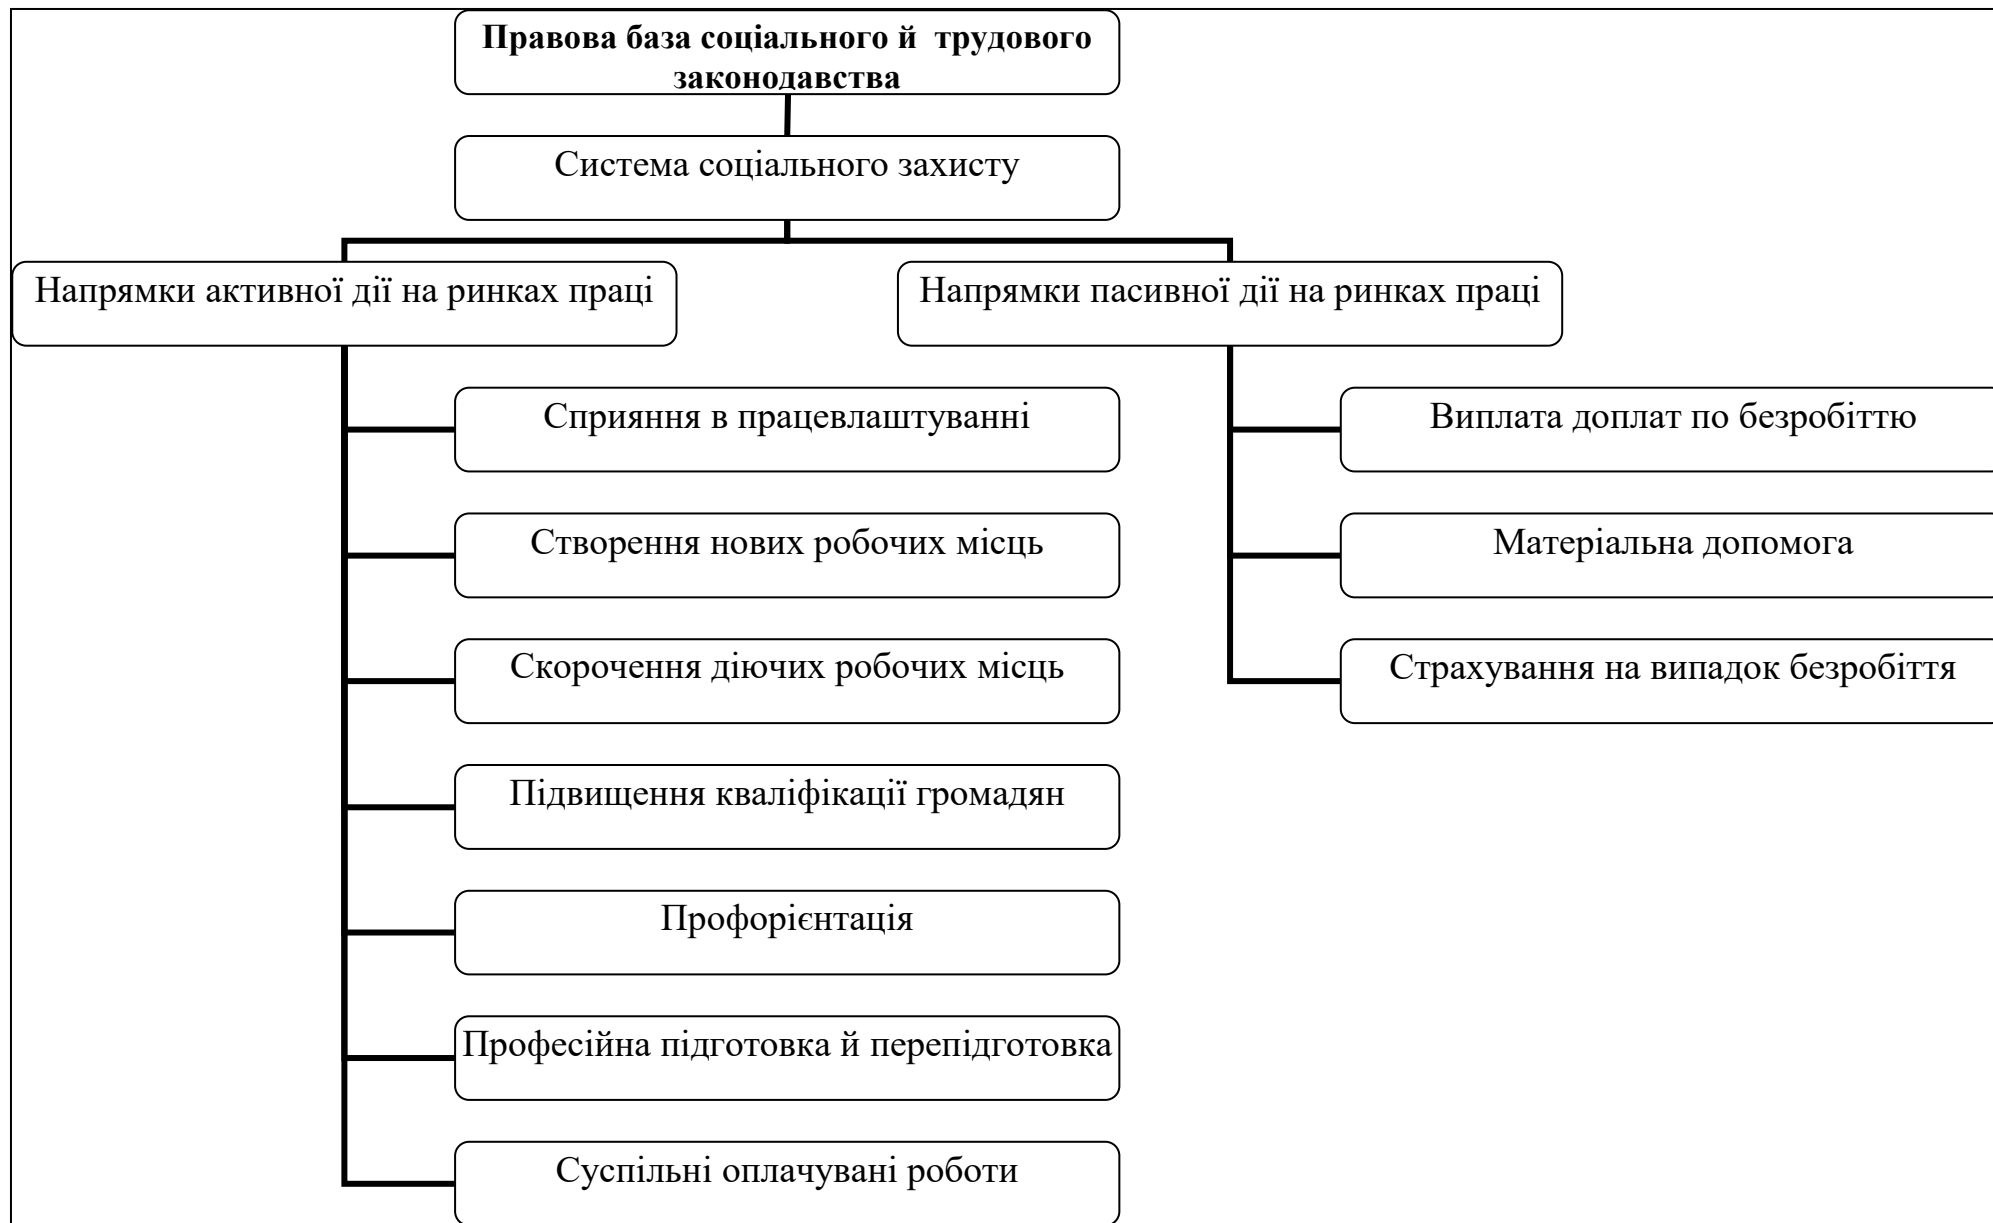 Правова база соціального й  трудового
законодавства
Система соціального захисту
Напрямки активної дії на ринках праці
Напрямки пасивної дії на ринках праці
Сприяння в працевлаштуванні
Створення нових робочих місць
Скорочення діючих робочих місць
Підвищення кваліфікації громадян
Профорієнтація
Професійна підготовка й перепідготовка
Суспільні оплачувані роботи
Виплата доплат по безробіттю
Матеріальна допомога
Страхування на випадок безробіття